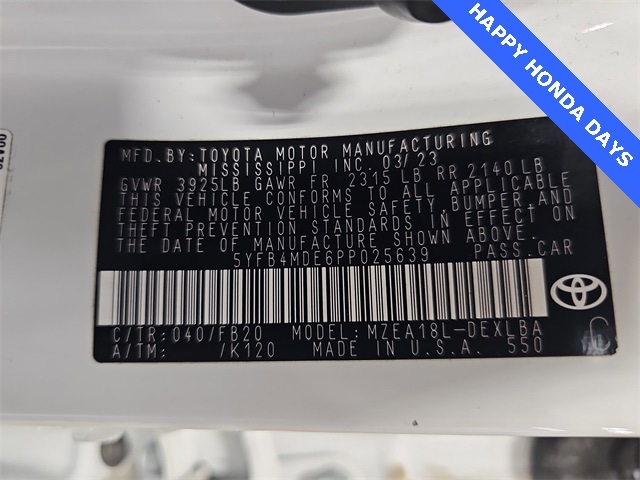 HAPPY HONDA DAYS
MFD.BY:TOYOTA MOTOR MANUFACTURING
MISSISSIPPI INC. 03/23
GVWR 3925LB GAWR FR 2315 LB RR 2140LB
THIS VEHICLE CONFORMS TO ALL APPLICABLE
FEDERAL MOTOR VEHICLE SAFETY, BUMPER,AND
THEFT PREVENTION STANDARDS IN EFFECT ON
THE DATE OF MANUFACTURE SHOWN ABOVE.
5YFB4MDE6PP025639 PASS.CAR
C/TR:040/FB20 MODEL:MZEA18L-DEXLBA
A/TM: /K120 MADE IN U.S.A. 550